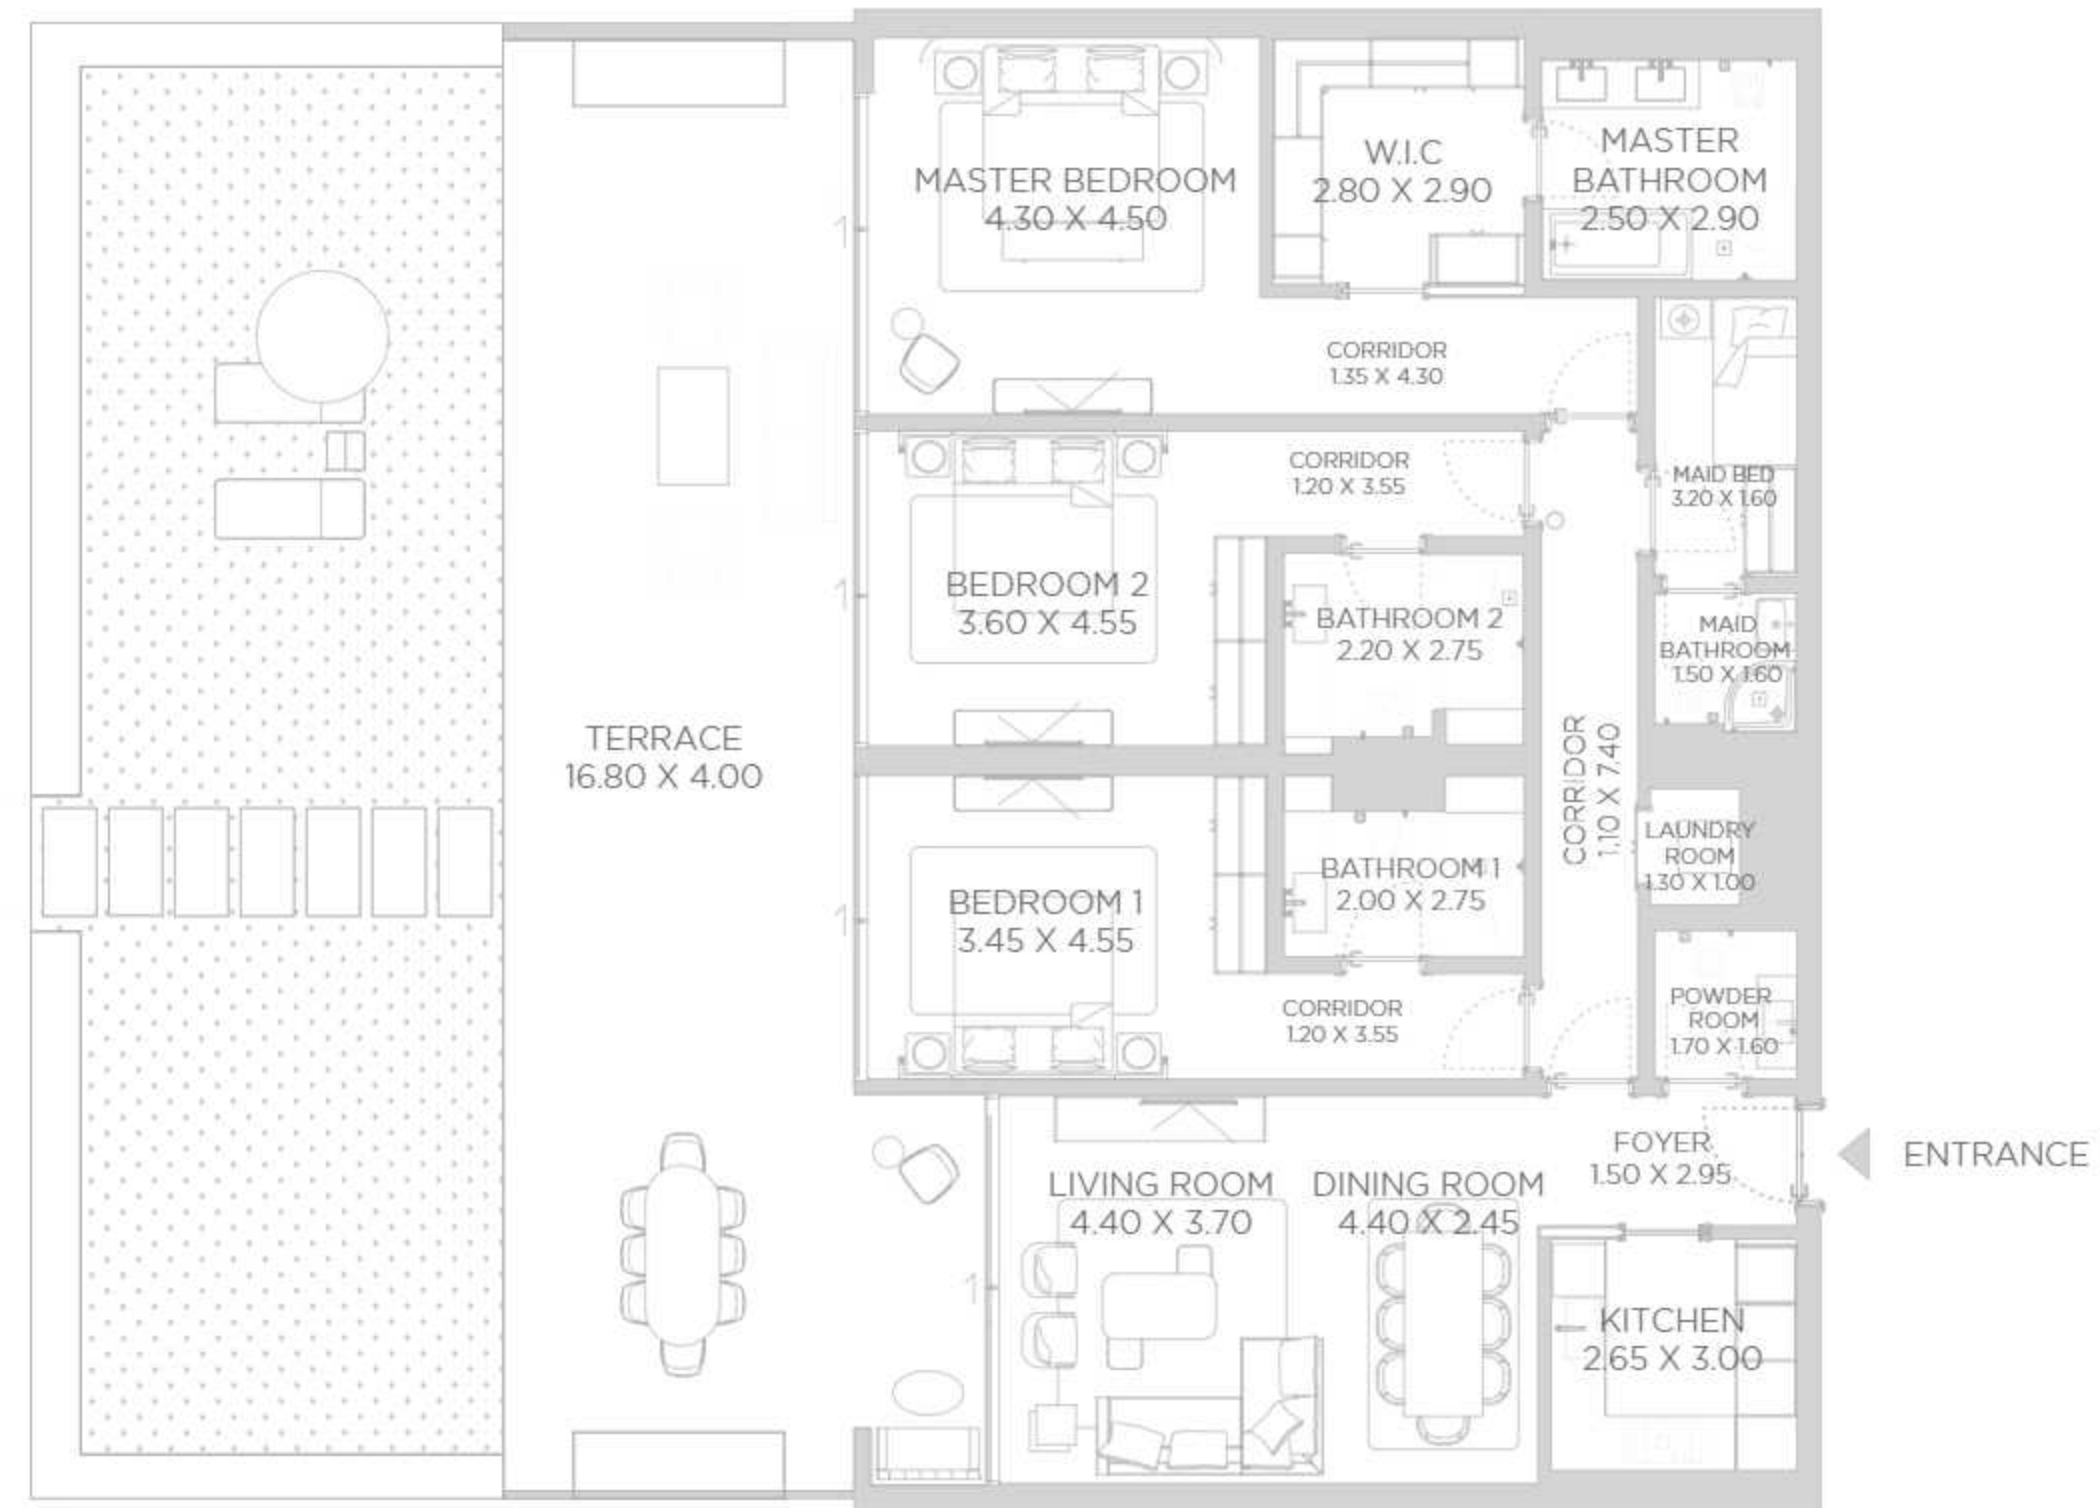 MASTER BEDROOM
4.30 X 4.50
W.I.C
2.80 X 2.90
MASTER
BATHROOM
2.50 X 2.90
CORRIDOR
1.35 X 4.30
CORRIDOR
1.20 X 3.55
MAID BED
3.20 X 1.60
BEDROOM 2
3.60 X 4.55
BATHROOM 2
2.20 X 2.75
MAID
BATHROOM
1.50 X 1.60
TERRACE
16.80 X 4.00
CORRIDOR
1.10 X 7.40
LAUNDRY
ROOM
1.30 X 1.00
BEDROOM 1
3.45 X 4.55
BATHROOM 1
2.00 X 2.75
CORRIDOR
1.20 X 3.55
POWDER
ROOM
1.70 X 1.60
FOYER
1.50 X 2.95
ENTRANCE
LIVING ROOM
4.40 X 3.70
DINING ROOM
4.40 X 2.45
KITCHEN
2.65 X 3.00